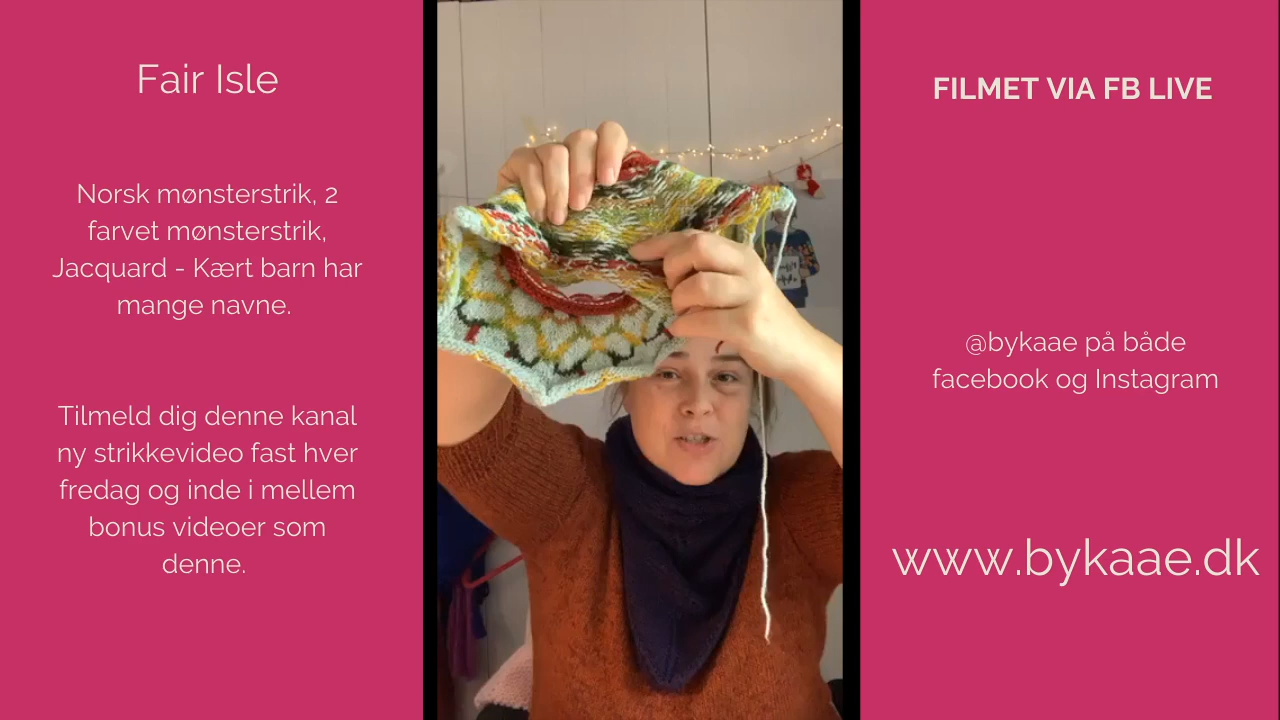 Fair Isle
Norsk mønsterstrik, 2
farvet mønsterstrik,
Jacquard - Kært barn har
mange navne.
Tilmeld dig denne kanal
ny strikkevideo fast hver
fredag og inde i mellem
bonus videoer som
denne.
FILMET VIA FB LIVE
@bykaae på både
facebook og Instagram
www.bykaae.dk